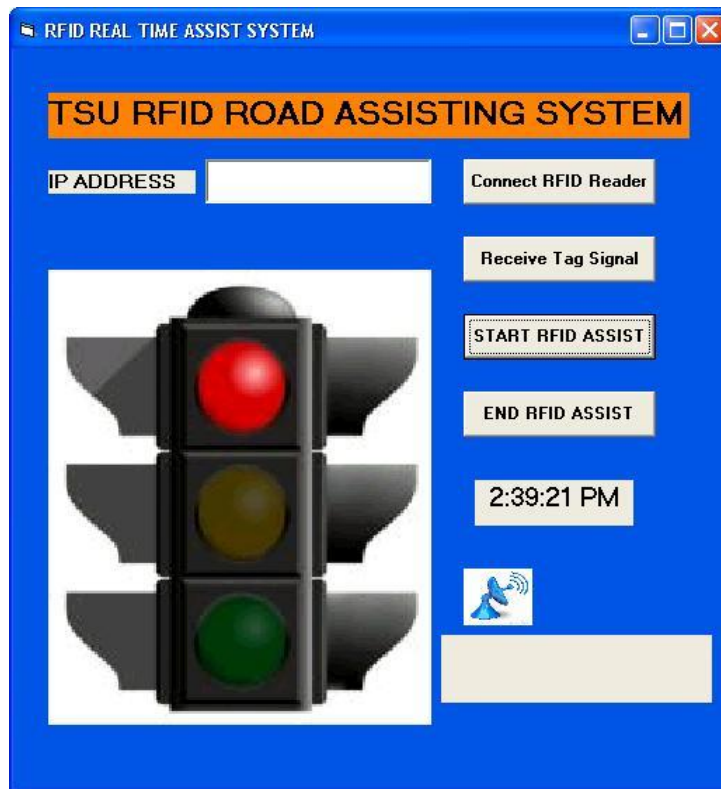 RFID REAL TIME ASSIST SYSTEM
TSU RFID ROAD ASSISTING SYSTEM
IP ADDRESS
Connect RFID Reader
Receive Tag Signal
START RFID ASSIST
END RFID ASSIST
2:39:21 PM